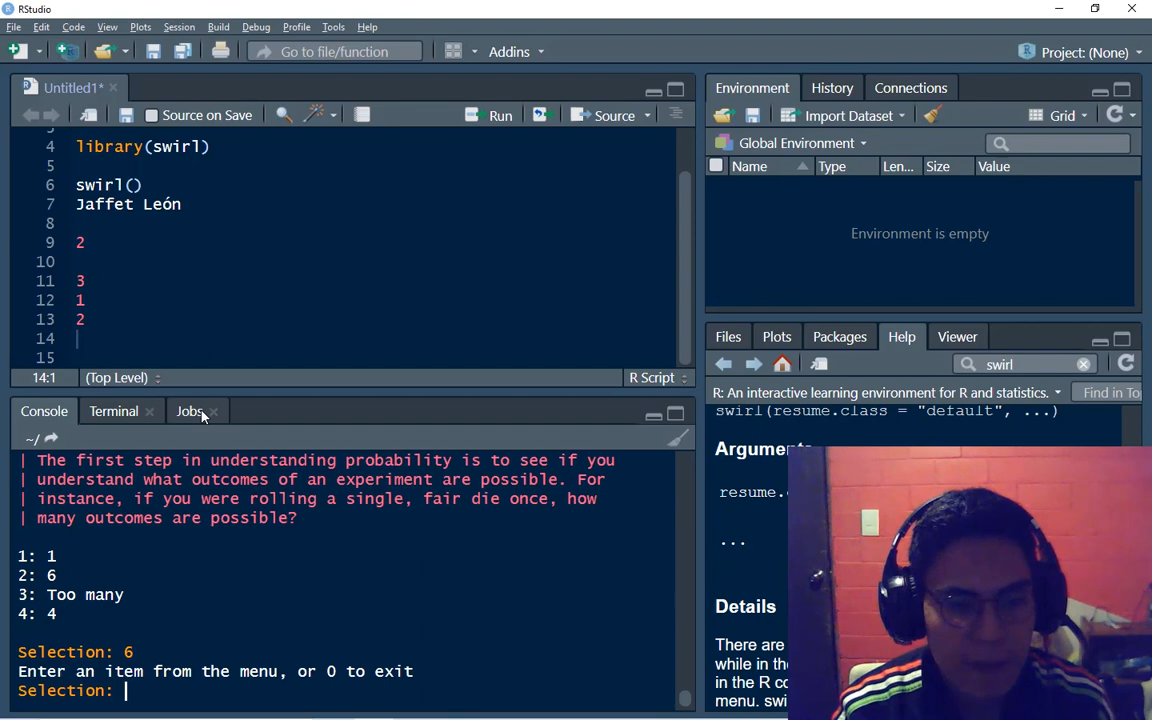 RStudio
File Edit Code View Plots Session Build Debug Profile Tools Help
Go to file/function Addins Project: (None)
Untitled1*
Source on Save Run Source
4 library(swirl)
5
6 swirl()
7 Jaffet León
8
9 2
10
11 3
12 1
13 2
14
15
14:1 (Top Level) R Script
Console Terminal Jobs
~/
| The first step in understanding probability is to see if you
| understand what outcomes of an experiment are possible. For
| instance, if you were rolling a single, fair die once, how
| many outcomes are possible?
1: 1
2: 6
3: Too many
4: 4
Selection: 6
Enter an item from the menu, or 0 to exit
Selection:
Environment History Connections
Import Dataset Grid
Global Environment
Name Type Len... Size Value
Environment is empty
Files Plots Packages Help Viewer
swirl
R: An interactive learning environment for R and statistics. Find in To
swirl(resume.class = "default", ...)
Arguments
resume.
...
Details
There are
while in the
in the R co
menu. swi